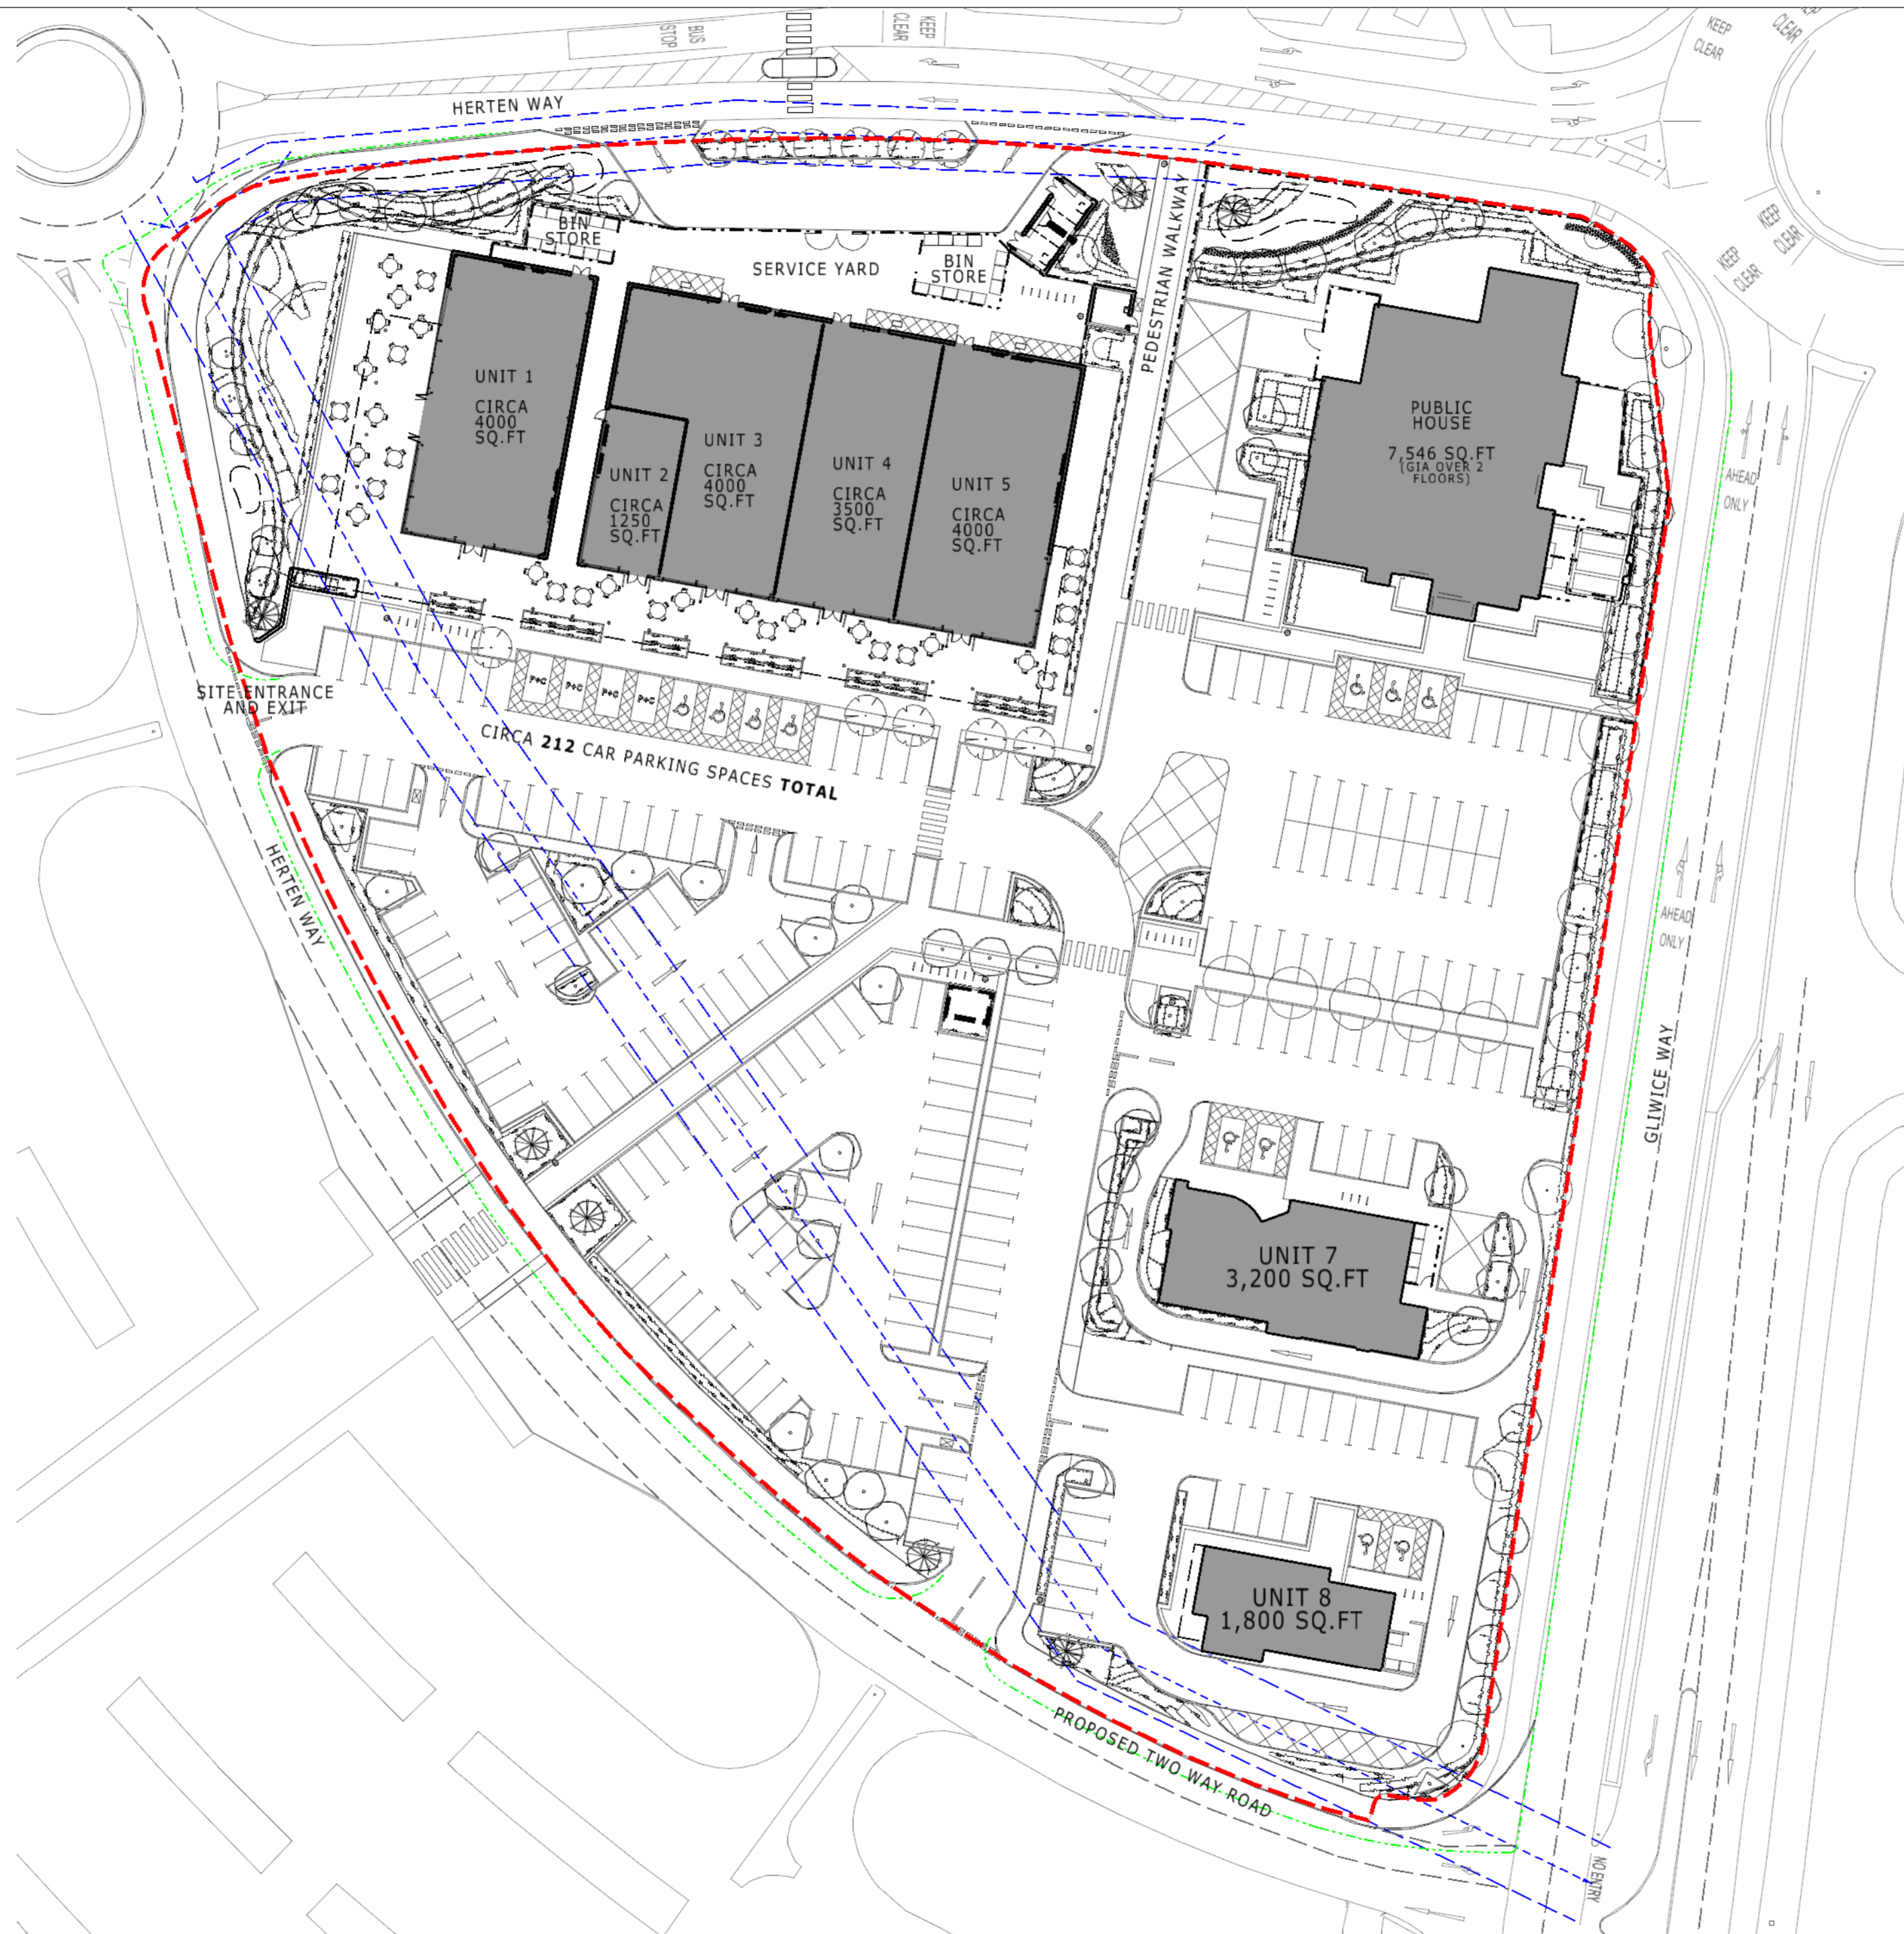 BUS
STOP
KEEP
CLEAR
KEEP
CLEAR
KEEP
CLEAR
HERTEN WAY
KEEP
CLEAR
KEEP
CLEAR
BIN
STORE
SERVICE YARD
BIN
STORE
PEDESTRIAN WALKWAY
UNIT 1
CIRCA
4000
SQ.FT
UNIT 2
CIRCA
1250
SQ.FT
UNIT 3
CIRCA
4000
SQ.FT
UNIT 4
CIRCA
3500
SQ.FT
UNIT 5
CIRCA
4000
SQ.FT
PUBLIC
HOUSE
7,546 SQ.FT
(GIA OVER 2
FLOORS)
AHEAD
ONLY
SITE ENTRANCE
AND EXIT
P+C
P+C
P+C
P+C
CIRCA 212 CAR PARKING SPACES TOTAL
HERTEN WAY
AHEAD
ONLY
GLIWICE WAY
UNIT 7
3,200 SQ.FT
UNIT 8
1,800 SQ.FT
PROPOSED TWO WAY ROAD
NO ENTRY